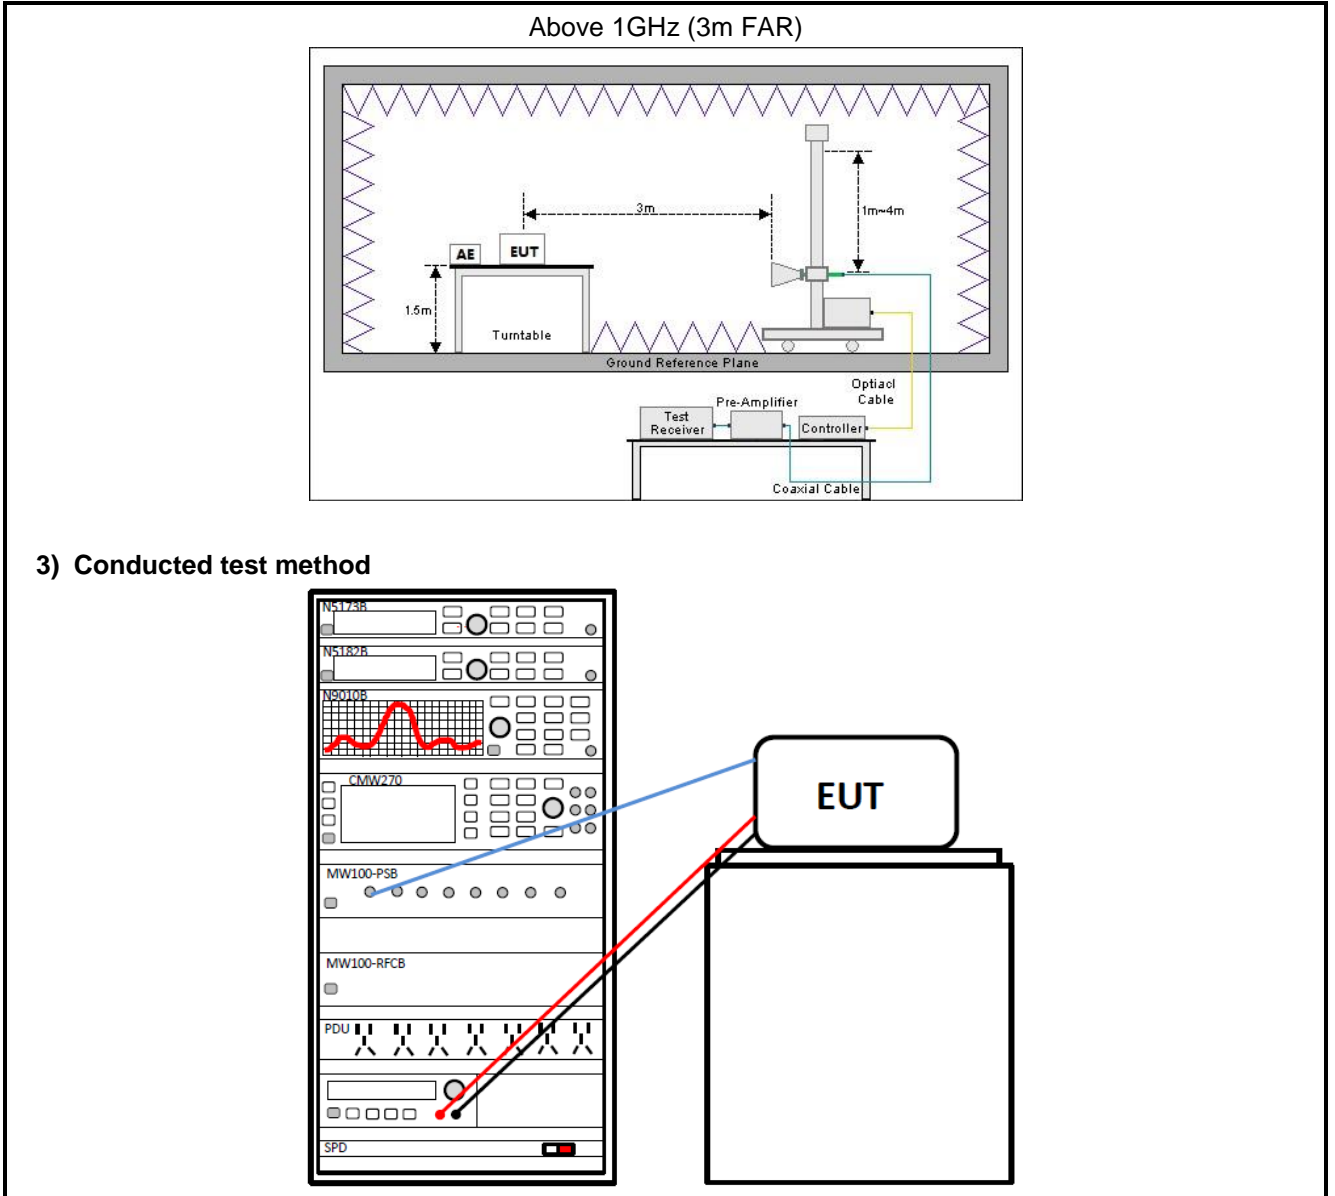 Above 1GHz (3m FAR)
3m
1m~4m
AE
EUT
1.5m
Turntable
Ground Reference Plane
Optiacl
Cable
Pre-Amplifier
Test
Receiver
Controller
Coaxial Cable
3) Conducted test method
N5173B
N5182B
N9010B
CMW270
EUT
MW100-PSB
MW100-RFCB
PDU
SPD